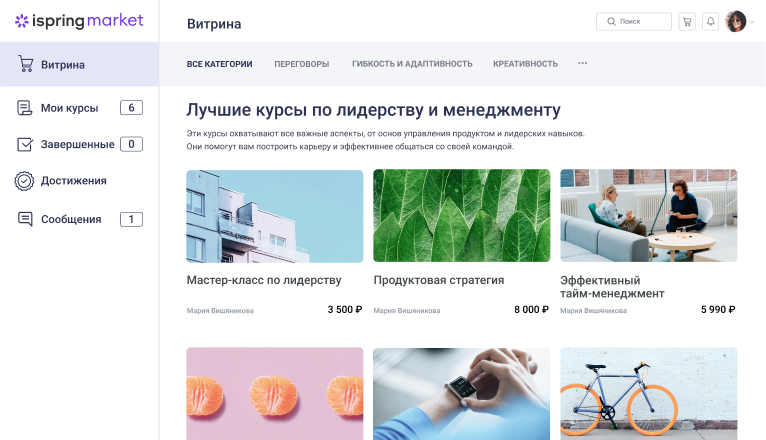 ispring market
Витрина
Поиск
Витрина
ВСЕ КАТЕГОРИИ
ПЕРЕГОВОРЫ
ГИБКОСТЬ И АДАПТИВНОСТЬ
КРЕАТИВНОСТЬ
...
Мои курсы
6
Завершенные
0
Достижения
Сообщения
1
Лучшие курсы по лидерству и менеджменту
Эти курсы охватывают все важные аспекты, от основ управления продуктом и лидерских навыков.
Они помогут вам построить карьеру и эффективнее общаться со своей командой.
Мастер-класс по лидерству
Мария Вишяникова
3 500 ₽
Продуктовая стратегия
Мария Вишяникова
8 000 ₽
Эффективный
тайм-менеджмент
Мария Вишяникова
5 990 ₽